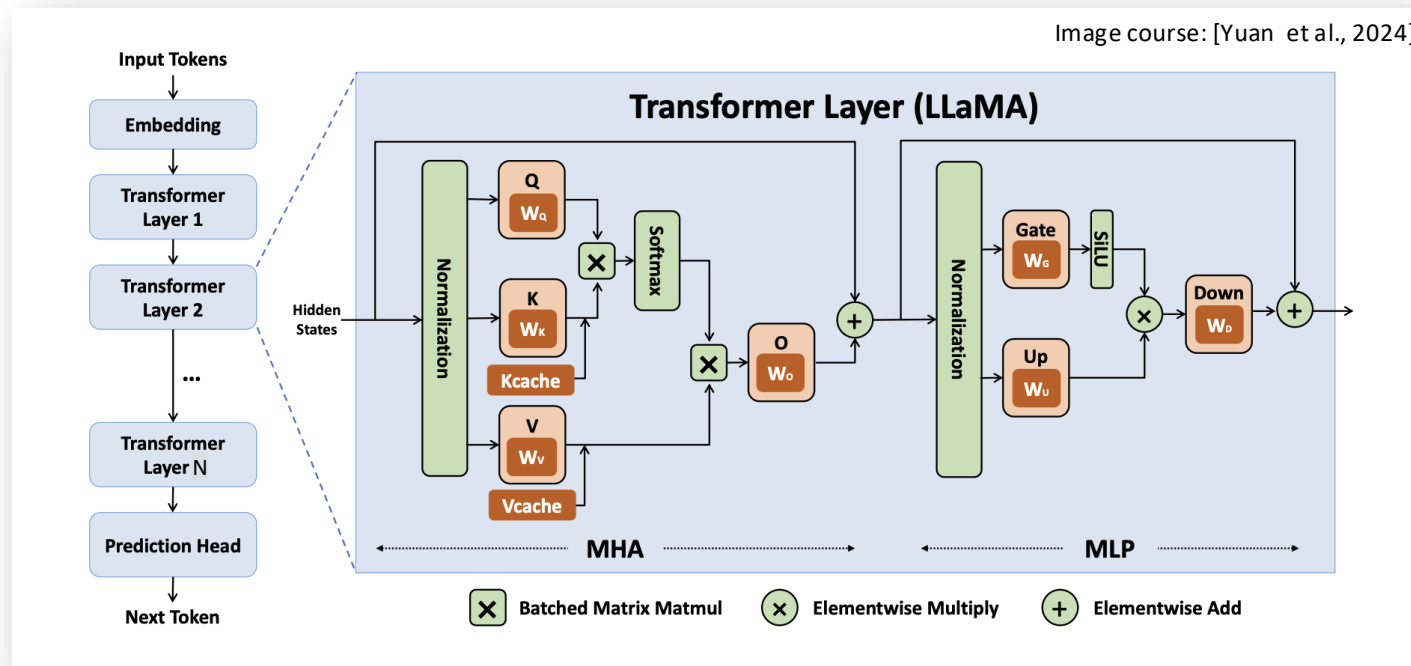 Image course: [Yuan et al., 2024]
Input Tokens
Embedding
Transformer
Layer 1
Transformer
Layer 2
...
Transformer
Layer N
Prediction Head
Next Token
Transformer Layer (LLaMA)
Hidden
States
Normalization
Q
WQ
K
WK
Kcache
V
WV
Vcache
Softmax
O
WO
Normalization
Gate
WG
SiLU
Up
WU
Down
WD
MHA
MLP
Batched Matrix Matmul
Elementwise Multiply
Elementwise Add